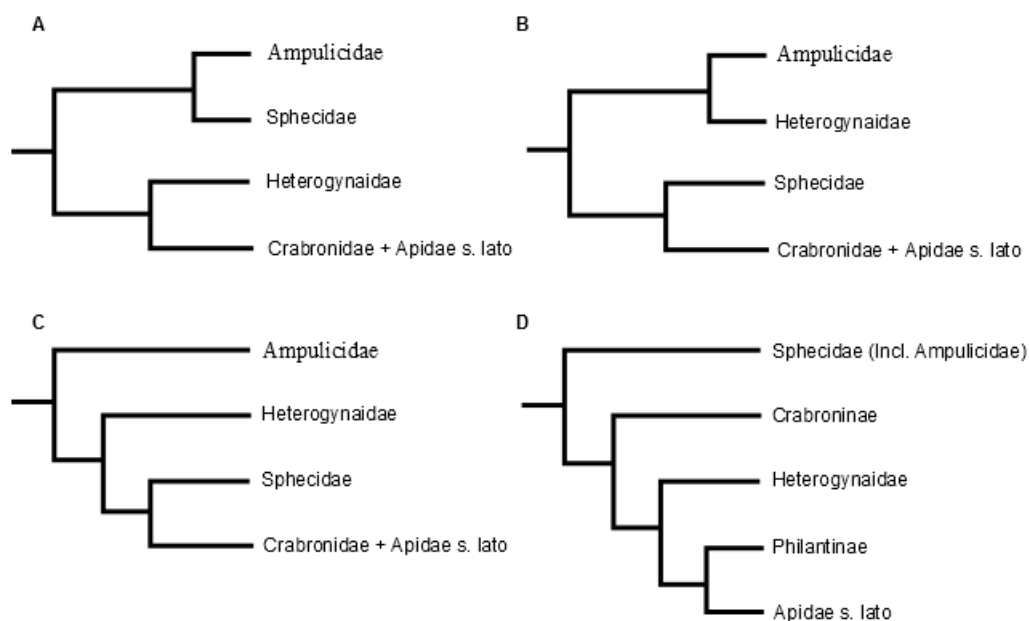 A
Ampulicidae
Sphecidae
Heterogynaidae
Crabronidae + Apidae s. lato
B
Ampulicidae
Heterogynaidae
Sphecidae
Crabronidae + Apidae s. lato
C
Ampulicidae
Heterogynaidae
Sphecidae
Crabronidae + Apidae s. lato
D
Sphecidae (Incl. Ampulicidae)
Crabroninae
Heterogynaidae
Philantinae
Apidae s. lato